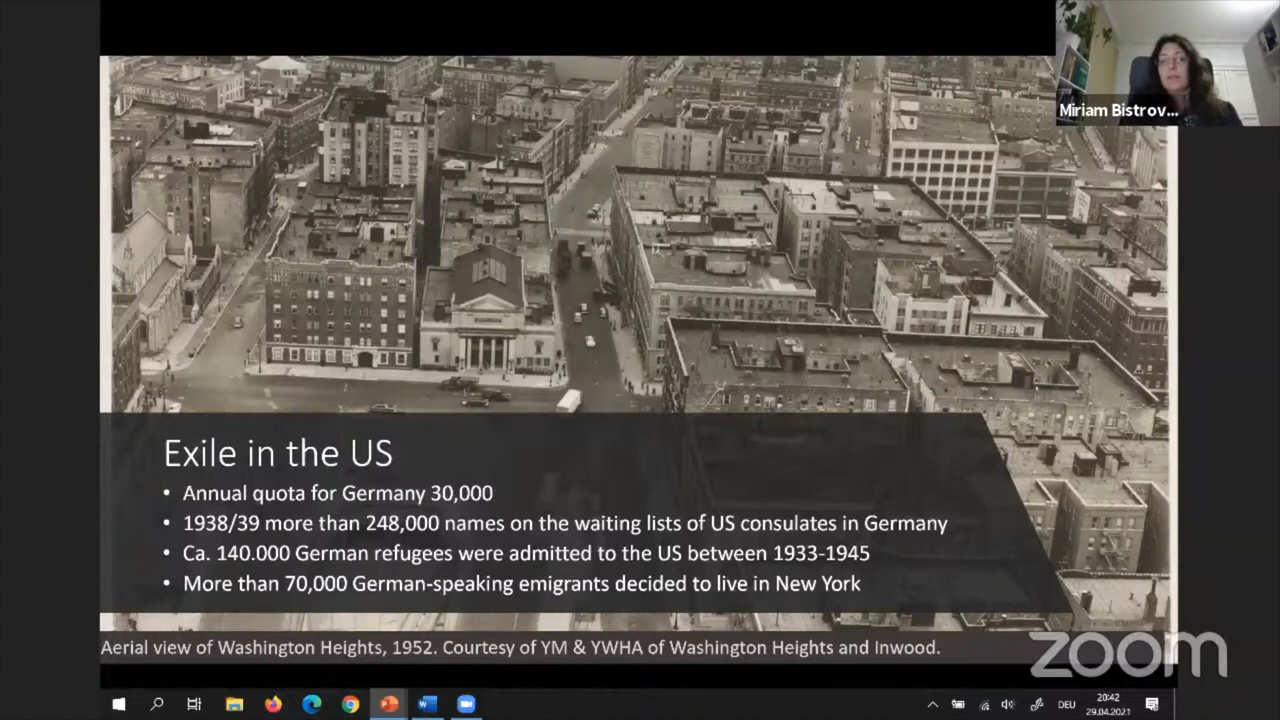 Miriam Bistrov...
Exile in the US
• Annual quota for Germany 30,000
• 1938/39 more than 248,000 names on the waiting lists of US consulates in Germany
• Ca. 140.000 German refugees were admitted to the US between 1933-1945
• More than 70,000 German-speaking emigrants decided to live in New York
Aerial view of Washington Heights, 1952. Courtesy of YM & YWHA of Washington Heights and Inwood.
zoom
DEU
20:42
29.04.2021